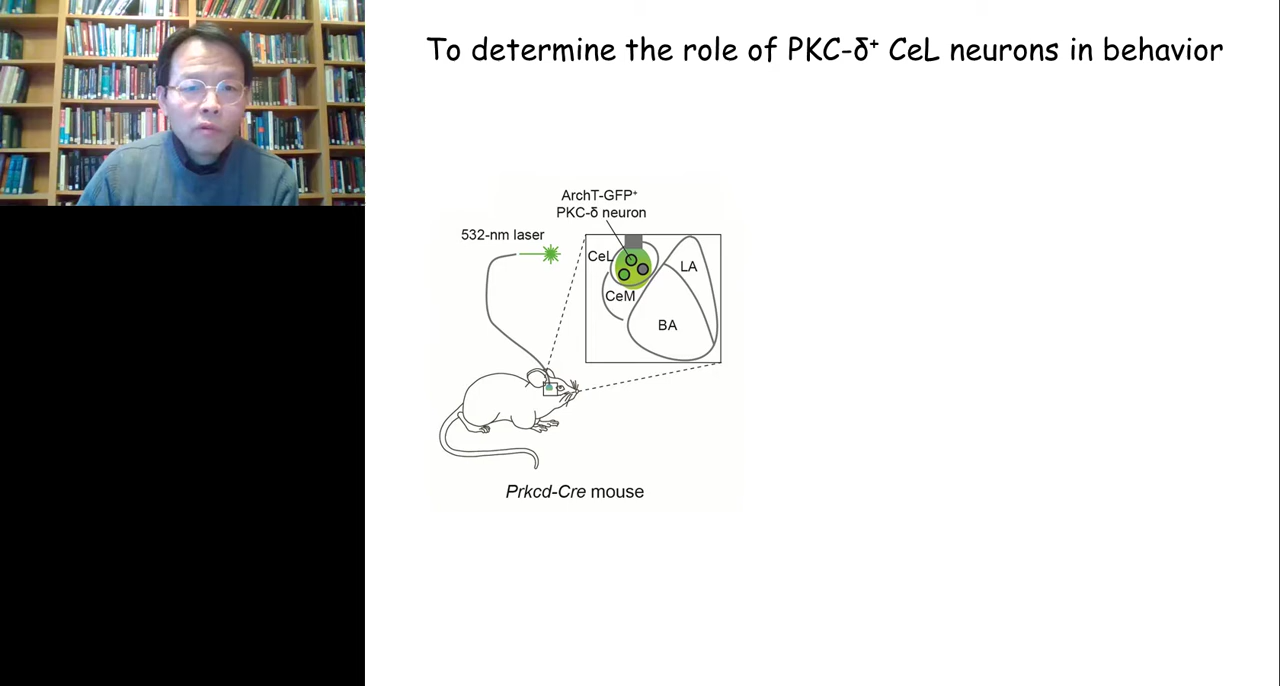 To determine the role of PKC-δ⁺ CeL neurons in behavior
ArchT-GFP⁺
PKC-δ neuron
532-nm laser
CeL
LA
CeM
BA
Prkcd-Cre mouse